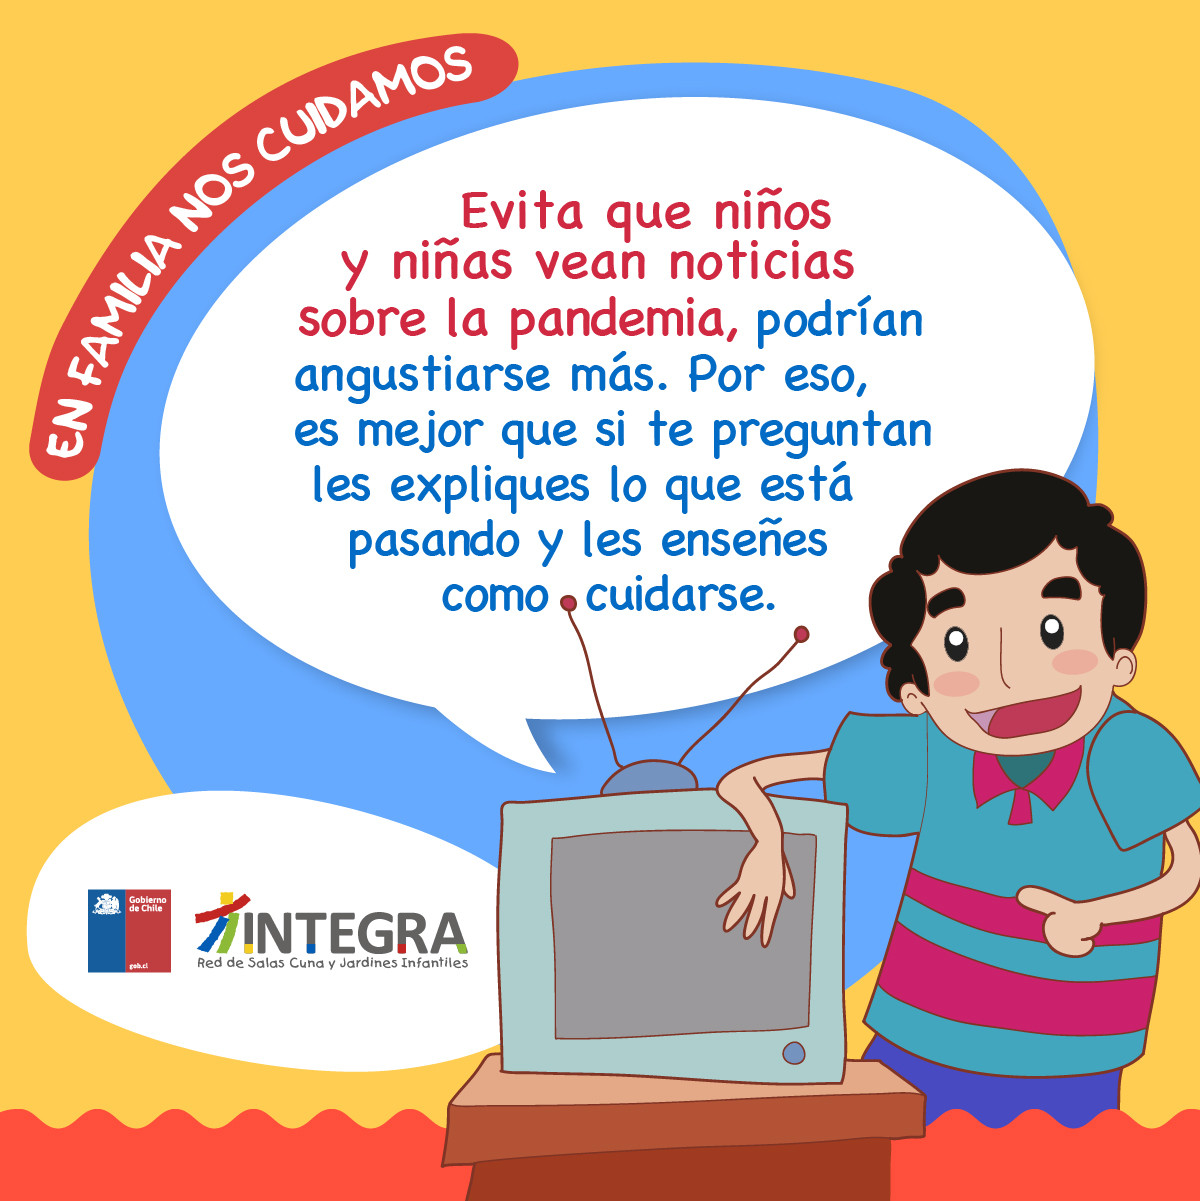 EN FAMILIA NOS CUIDAMOS
Evita que niños
y niñas vean noticias
sobre la pandemia, podrían
angustiarse más. Por eso,
es mejor que si te preguntan
les expliques lo que está
pasando y les enseñes
como cuidarse.
Gobierno
de Chile
gob.cl
INTEGRA
Red de Salas Cuna y Jardines Infantiles